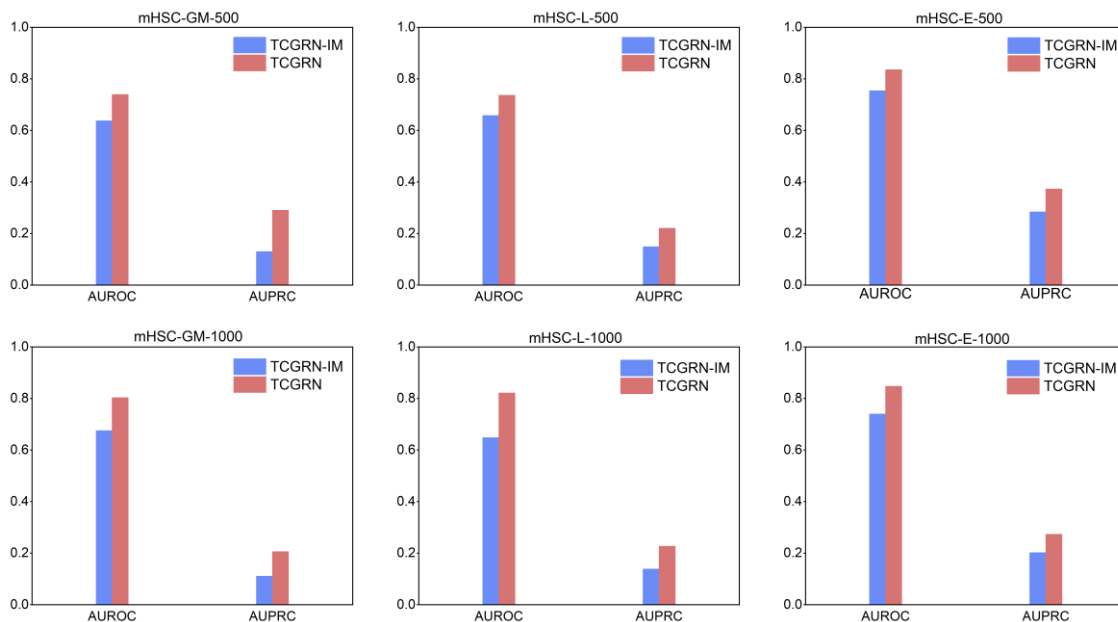 mHSC-GM-500
1.0
0.8
0.6
0.4
0.2
0.0
TCGRN-IM
TCGRN
AUROC
AUPRC
mHSC-L-500
1.0
0.8
0.6
0.4
0.2
0.0
TCGRN-IM
TCGRN
AUROC
AUPRC
mHSC-E-500
1.0
0.8
0.6
0.4
0.2
0.0
TCGRN-IM
TCGRN
AUROC
AUPRC
mHSC-GM-1000
1.0
0.8
0.6
0.4
0.2
0.0
TCGRN-IM
TCGRN
AUROC
AUPRC
mHSC-L-1000
1.0
0.8
0.6
0.4
0.2
0.0
TCGRN-IM
TCGRN
AUROC
AUPRC
mHSC-E-1000
1.0
0.8
0.6
0.4
0.2
0.0
TCGRN-IM
TCGRN
AUROC
AUPRC